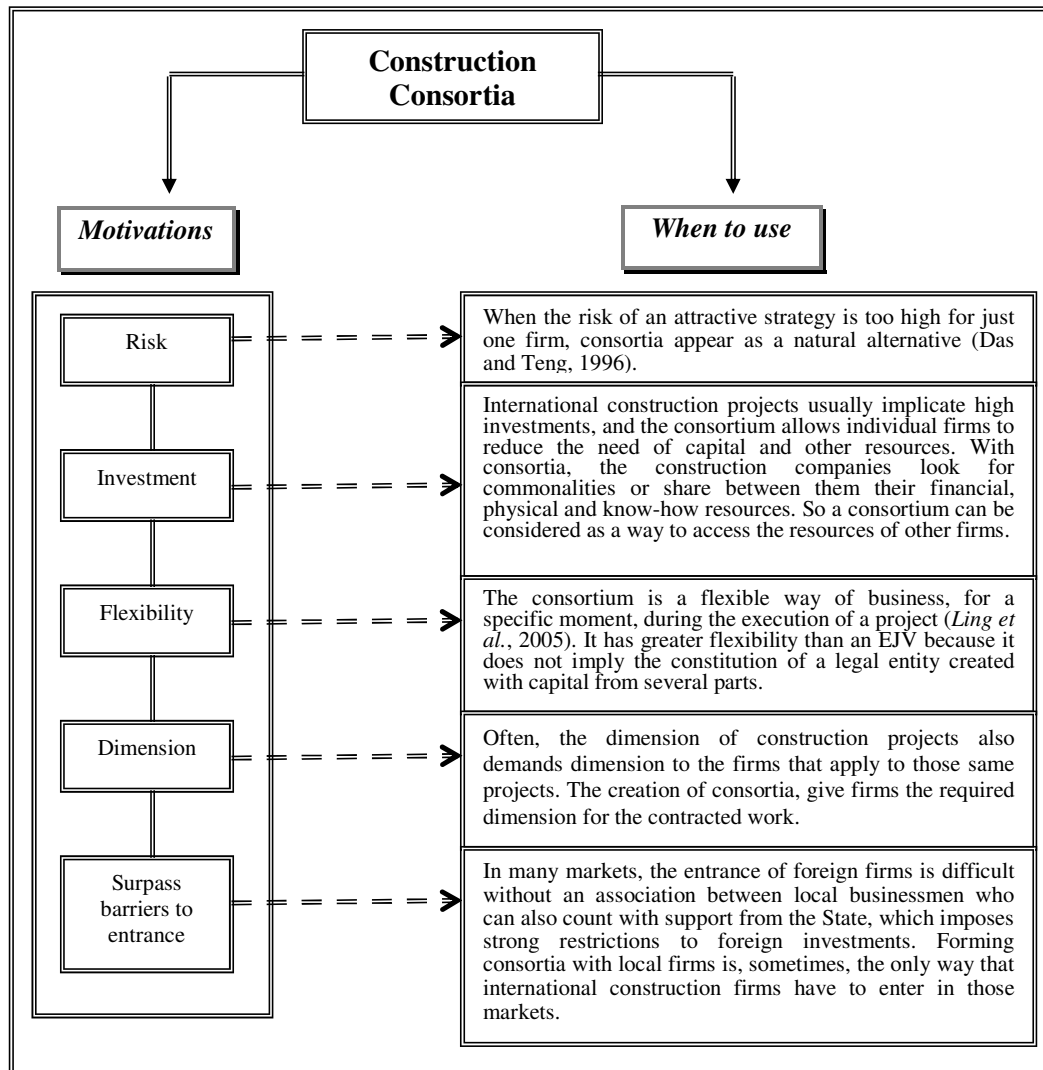 Construction
Consortia
Motivations
When to use
Risk
When the risk of an attractive strategy is too high for just
one firm, consortia appear as a natural alternative (Das
and Teng, 1996).
Investment
International construction projects usually implicate high
investments, and the consortium allows individual firms to
reduce the need of capital and other resources. With
consortia, the construction companies look for
commonalities or share between them their financial,
physical and know-how resources. So a consortium can be
considered as a way to access the resources of other firms.
Flexibility
The consortium is a flexible way of business, for a
specific moment, during the execution of a project (Ling et
al., 2005). It has greater flexibility than an EJV because it
does not imply the constitution of a legal entity created
with capital from several parts.
Dimension
Often, the dimension of construction projects also
demands dimension to the firms that apply to those same
projects. The creation of consortia, give firms the required
dimension for the contracted work.
Surpass
barriers to
entrance
In many markets, the entrance of foreign firms is difficult
without an association between local businessmen who
can also count with support from the State, which imposes
strong restrictions to foreign investments. Forming
consortia with local firms is, sometimes, the only way that
international construction firms have to enter in those
markets.